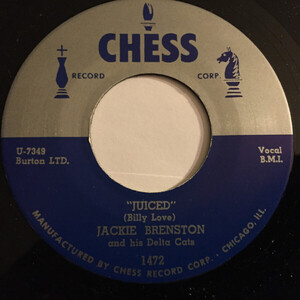 CHESS
RECORD CORP.
U-7349 Vocal
Burton LTD. B.M.I.
"JUICED"
(Billy Love)
JACKIE BRENSTON
and his Delta Cats
1472
MANUFACTURED BY CHESS RECORD CORP., CHICAGO, ILL.